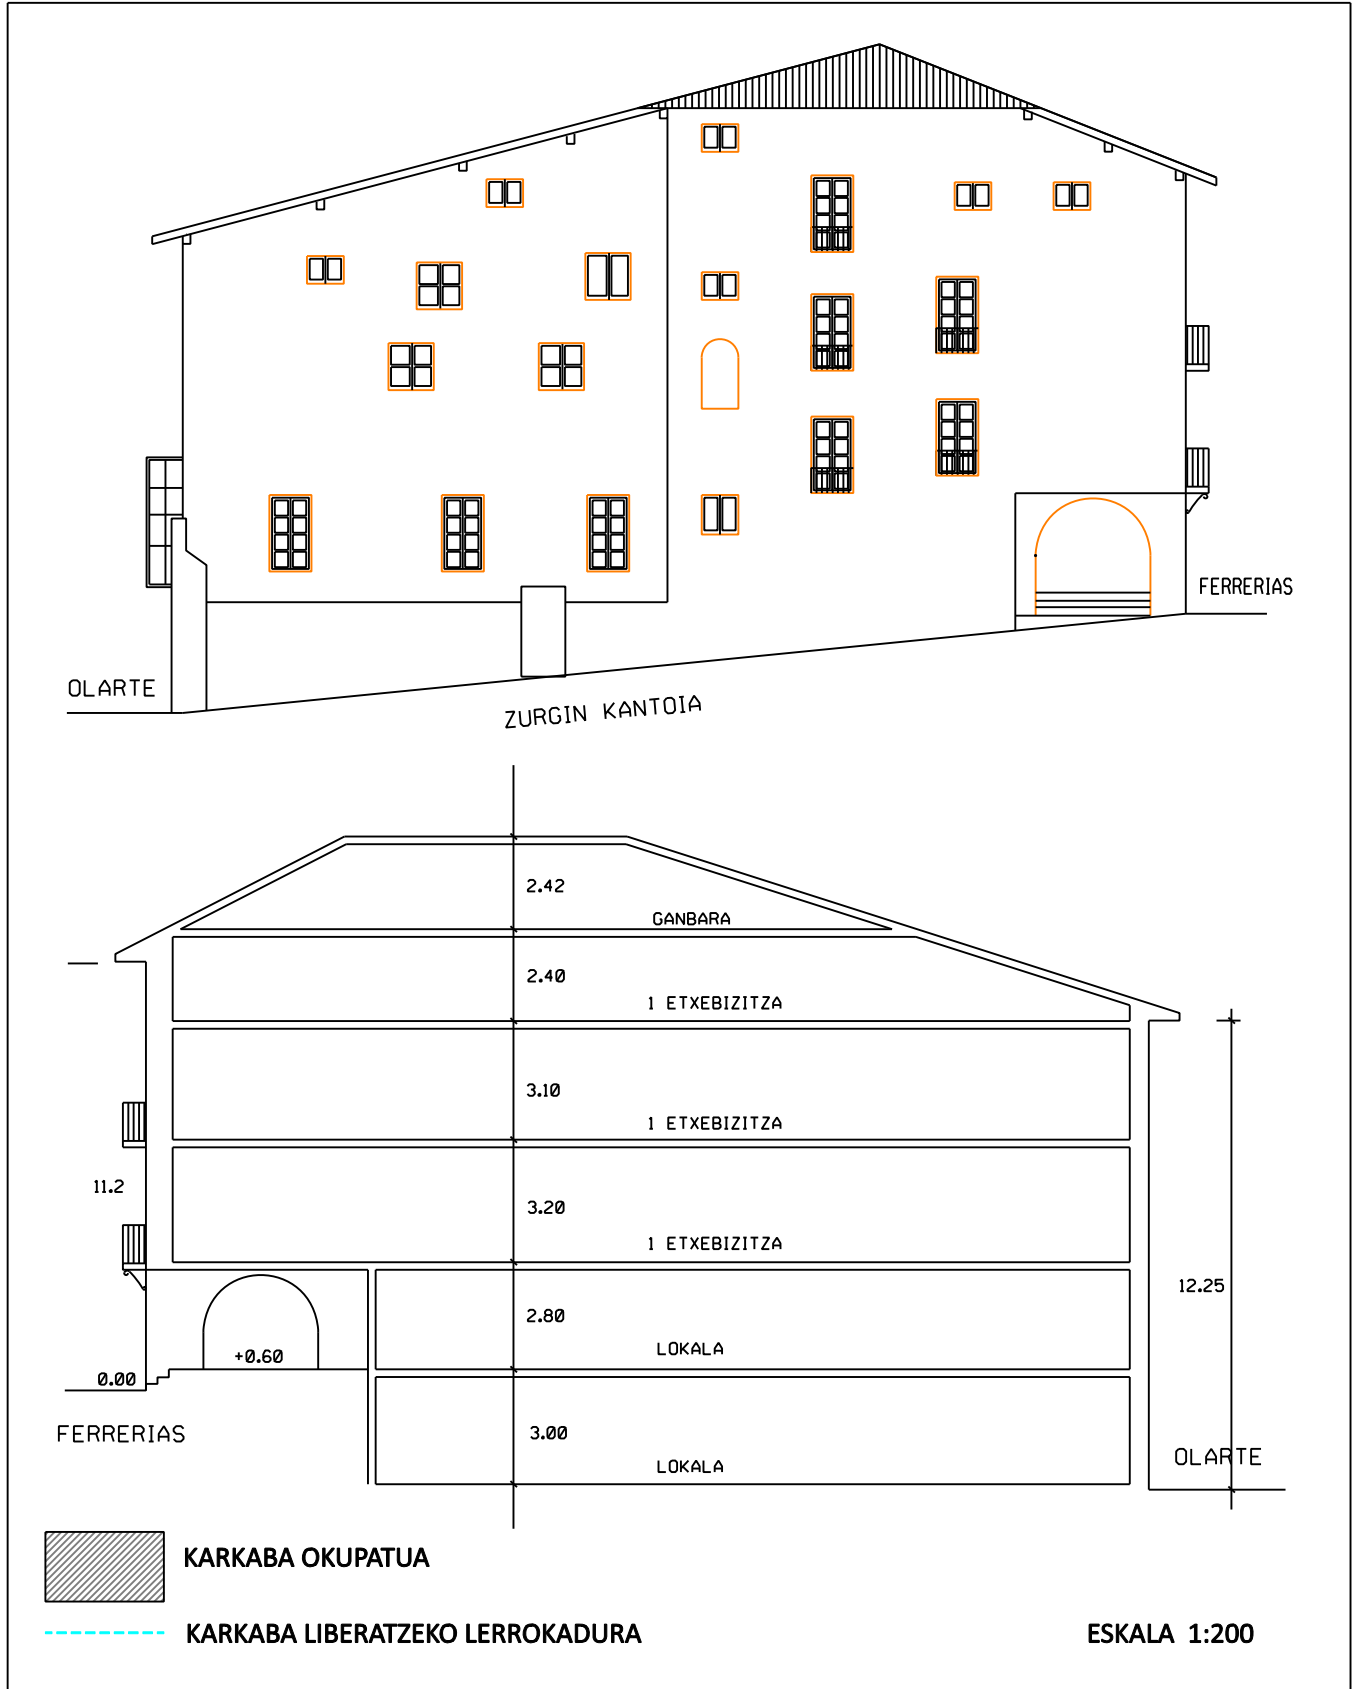 FERRERIAS
OLARTE
ZURGIN KANTOIA
2.42
GANBARA
2.40
1 ETXEBIZITZA
3.10
1 ETXEBIZITZA
11.2
3.20
1 ETXEBIZITZA
12.25
2.80
LOKALA
+0.60
0.00
FERRERIAS
3.00
OLARTE
LOKALA
KARKABA OKUPATUA
KARKABA LIBERATZEKO LERROKADURA
ESKALA 1:200